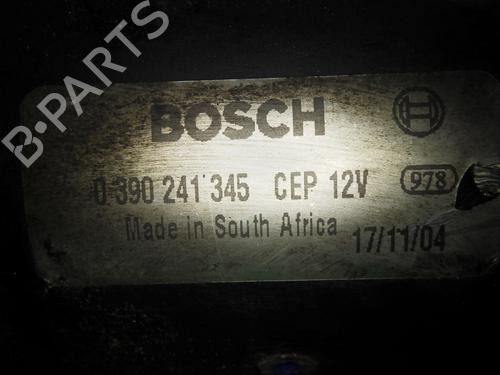 BOSCH
0 390 241 345 CEP 12V 978
Made in South Africa 17/11/04
B-PARTS